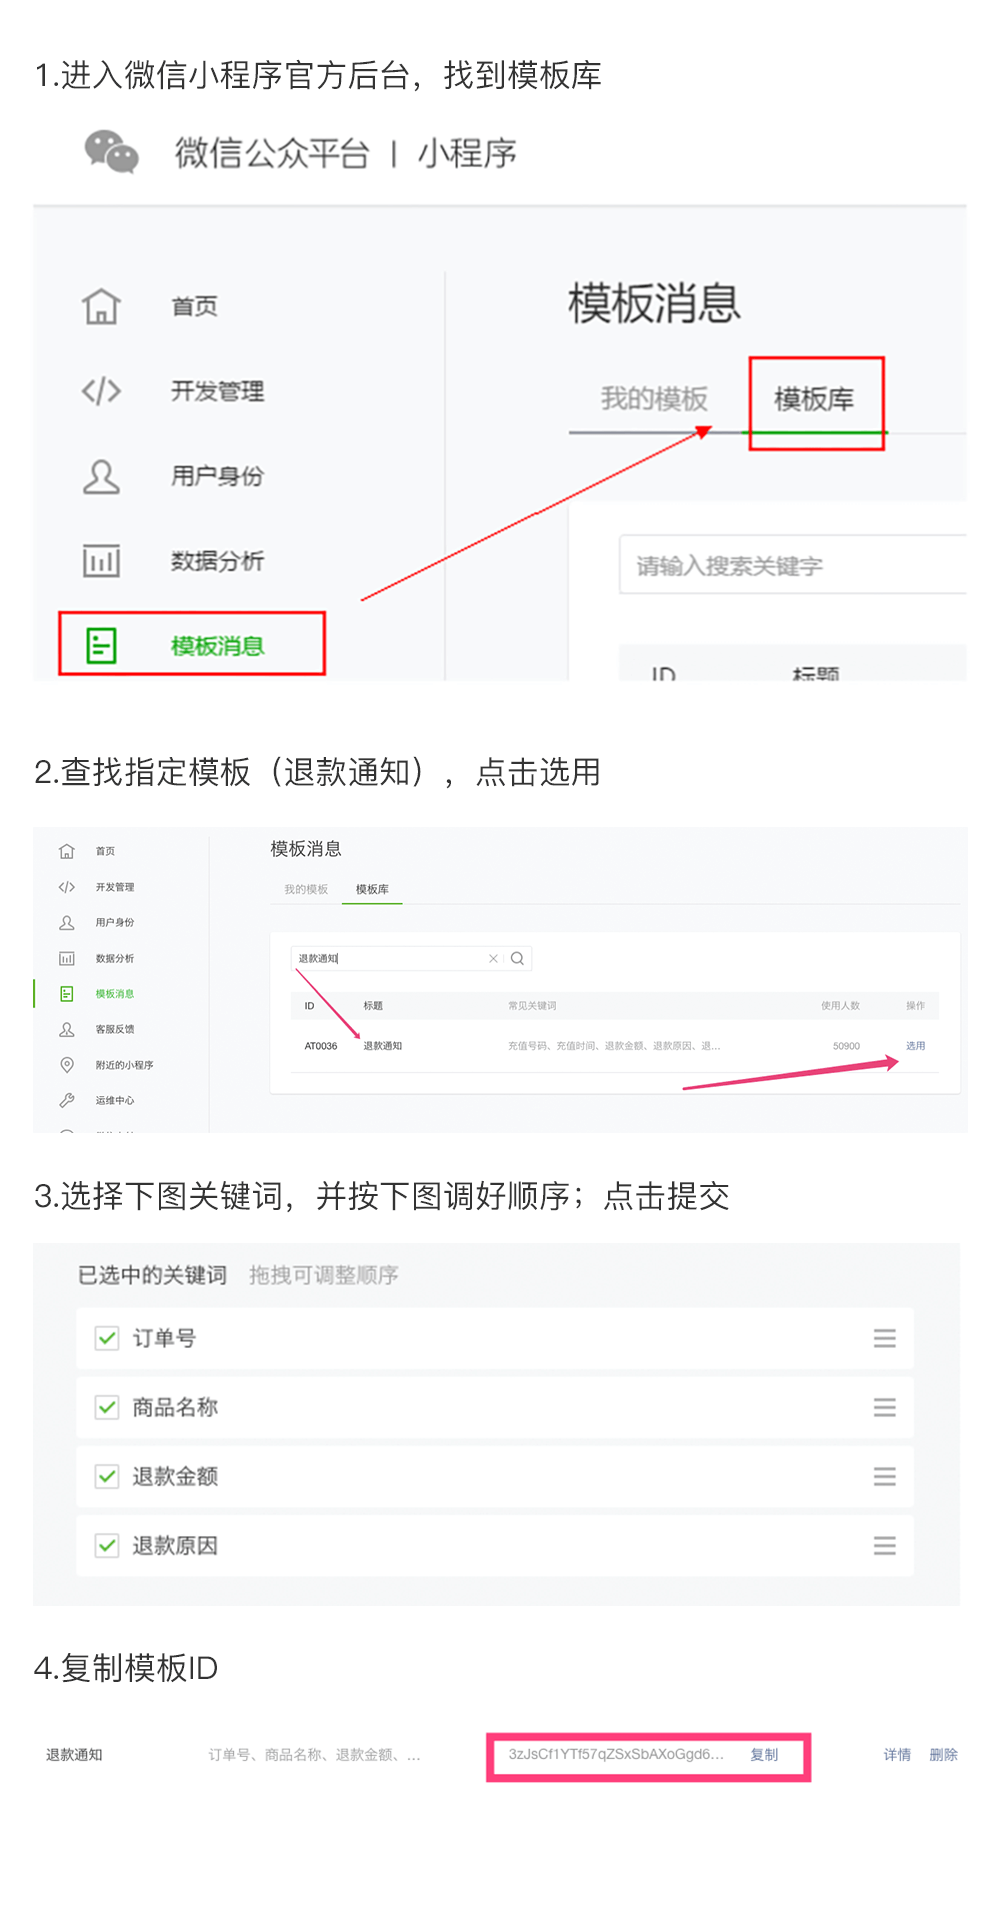 1.进入微信小程序官方后台，找到模板库
微信公众平台 | 小程序
首页
开发管理
用户身份
数据分析
模板消息
模板消息
我的模板 模板库
请输入搜索关键字
ID 标题
2.查找指定模板（退款通知），点击选用
首页
开发管理
用户身份
数据分析
模板消息
客服反馈
附近的小程序
运维中心
模板消息
我的模板 模板库
退款通知
ID 标题 常见关键词 使用人数 操作
AT0036 退款通知 充值号码、充值时间、退款金额、退款原因、退... 50900 选用
3.选择下图关键词，并按下图调好顺序；点击提交
已选中的关键词 拖拽可调整顺序
订单号
商品名称
退款金额
退款原因
4.复制模板ID
退款通知 订单号、商品名称、退款金额、... 3zJsCf1YTf57qZSxSbAXoGgd6... 复制 详情 删除